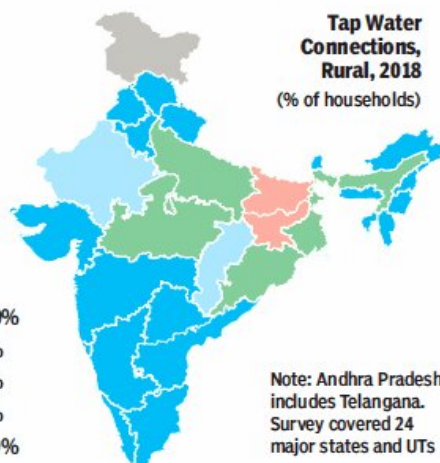 Tap Water
Connections,
Rural, 2018
(% of households)
%
%
%
%
%
Note: Andhra Pradesh
includes Telangana.
Survey covered 24
major states and UTs